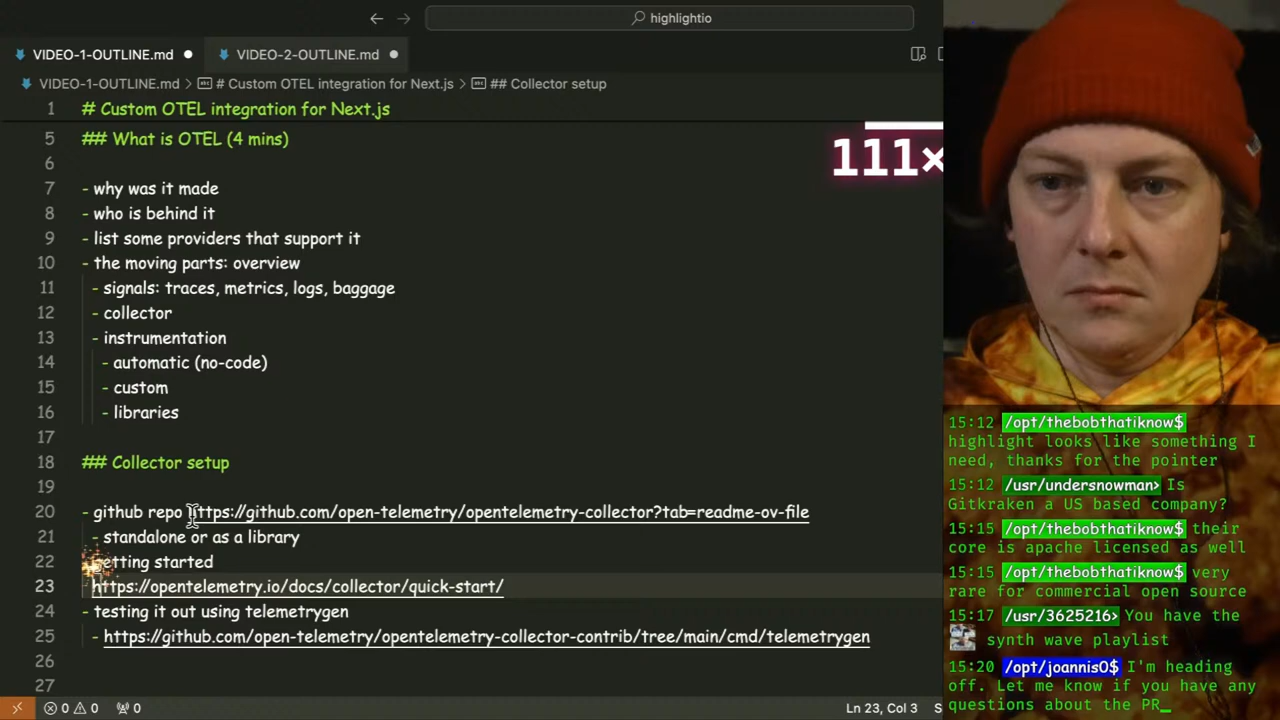 highlightio
VIDEO-1-OUTLINE.md
VIDEO-2-OUTLINE.md
VIDEO-1-OUTLINE.md > # Custom OTEL integration for Next.js > ## Collector setup
1 # Custom OTEL integration for Next.js
5 ## What is OTEL (4 mins)
6
7 - why was it made
8 - who is behind it
9 - list some providers that support it
10 - the moving parts: overview
11 - signals: traces, metrics, logs, baggage
12 - collector
13 - instrumentation
14 - automatic (no-code)
15 - custom
16 - libraries
17
18 ## Collector setup
19
20 - github repo https://github.com/open-telemetry/opentelemetry-collector?tab=readme-ov-file
21 - standalone or as a library
22 getting started
23 https://opentelemetry.io/docs/collector/quick-start/
24 - testing it out using telemetrygen
25 - https://github.com/open-telemetry/opentelemetry-collector-contrib/tree/main/cmd/telemetrygen
26
27
0 0 0
Ln 23, Col 3
S
111×
15:12 /opt/thebobthatiknow$
highlight looks like something I
need, thanks for the pointer
15:12 /usr/undersnowman> Is
Gitkraken a US based company?
15:15 /opt/thebobthatiknow$ their
core is apache licensed as well
15:15 /opt/thebobthatiknow$ very
rare for commercial open source
15:17 /usr/3625216> You have the
synth wave playlist
15:20 /opt/joannis0$ I'm heading
off. Let me know if you have any
questions about the PR_